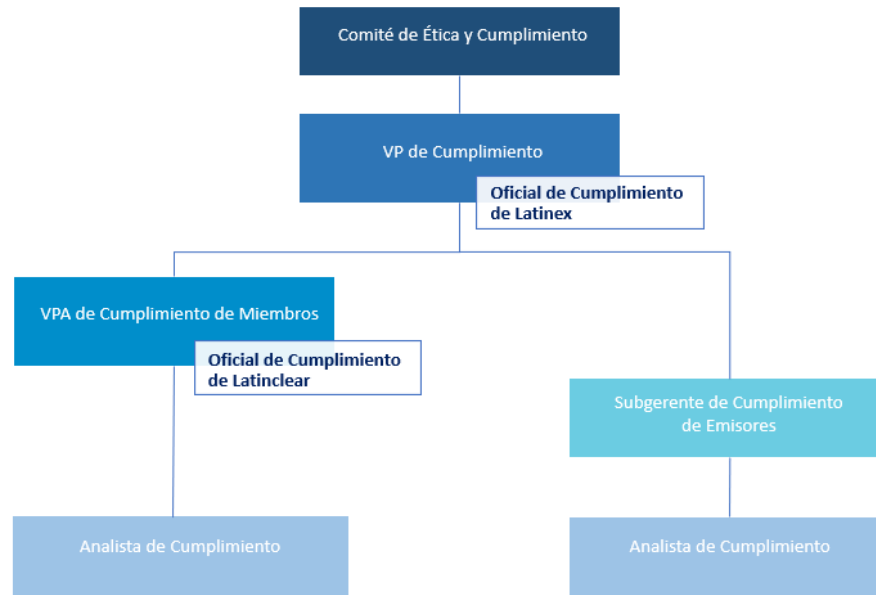 Comité de Ética y Cumplimiento
VP de Cumplimiento
Oficial de Cumplimiento
de Latinex
VPA de Cumplimiento de Miembros
Oficial de Cumplimiento
de Latinclear
Subgerente de Cumplimiento
de Emisores
Analista de Cumplimiento
Analista de Cumplimiento